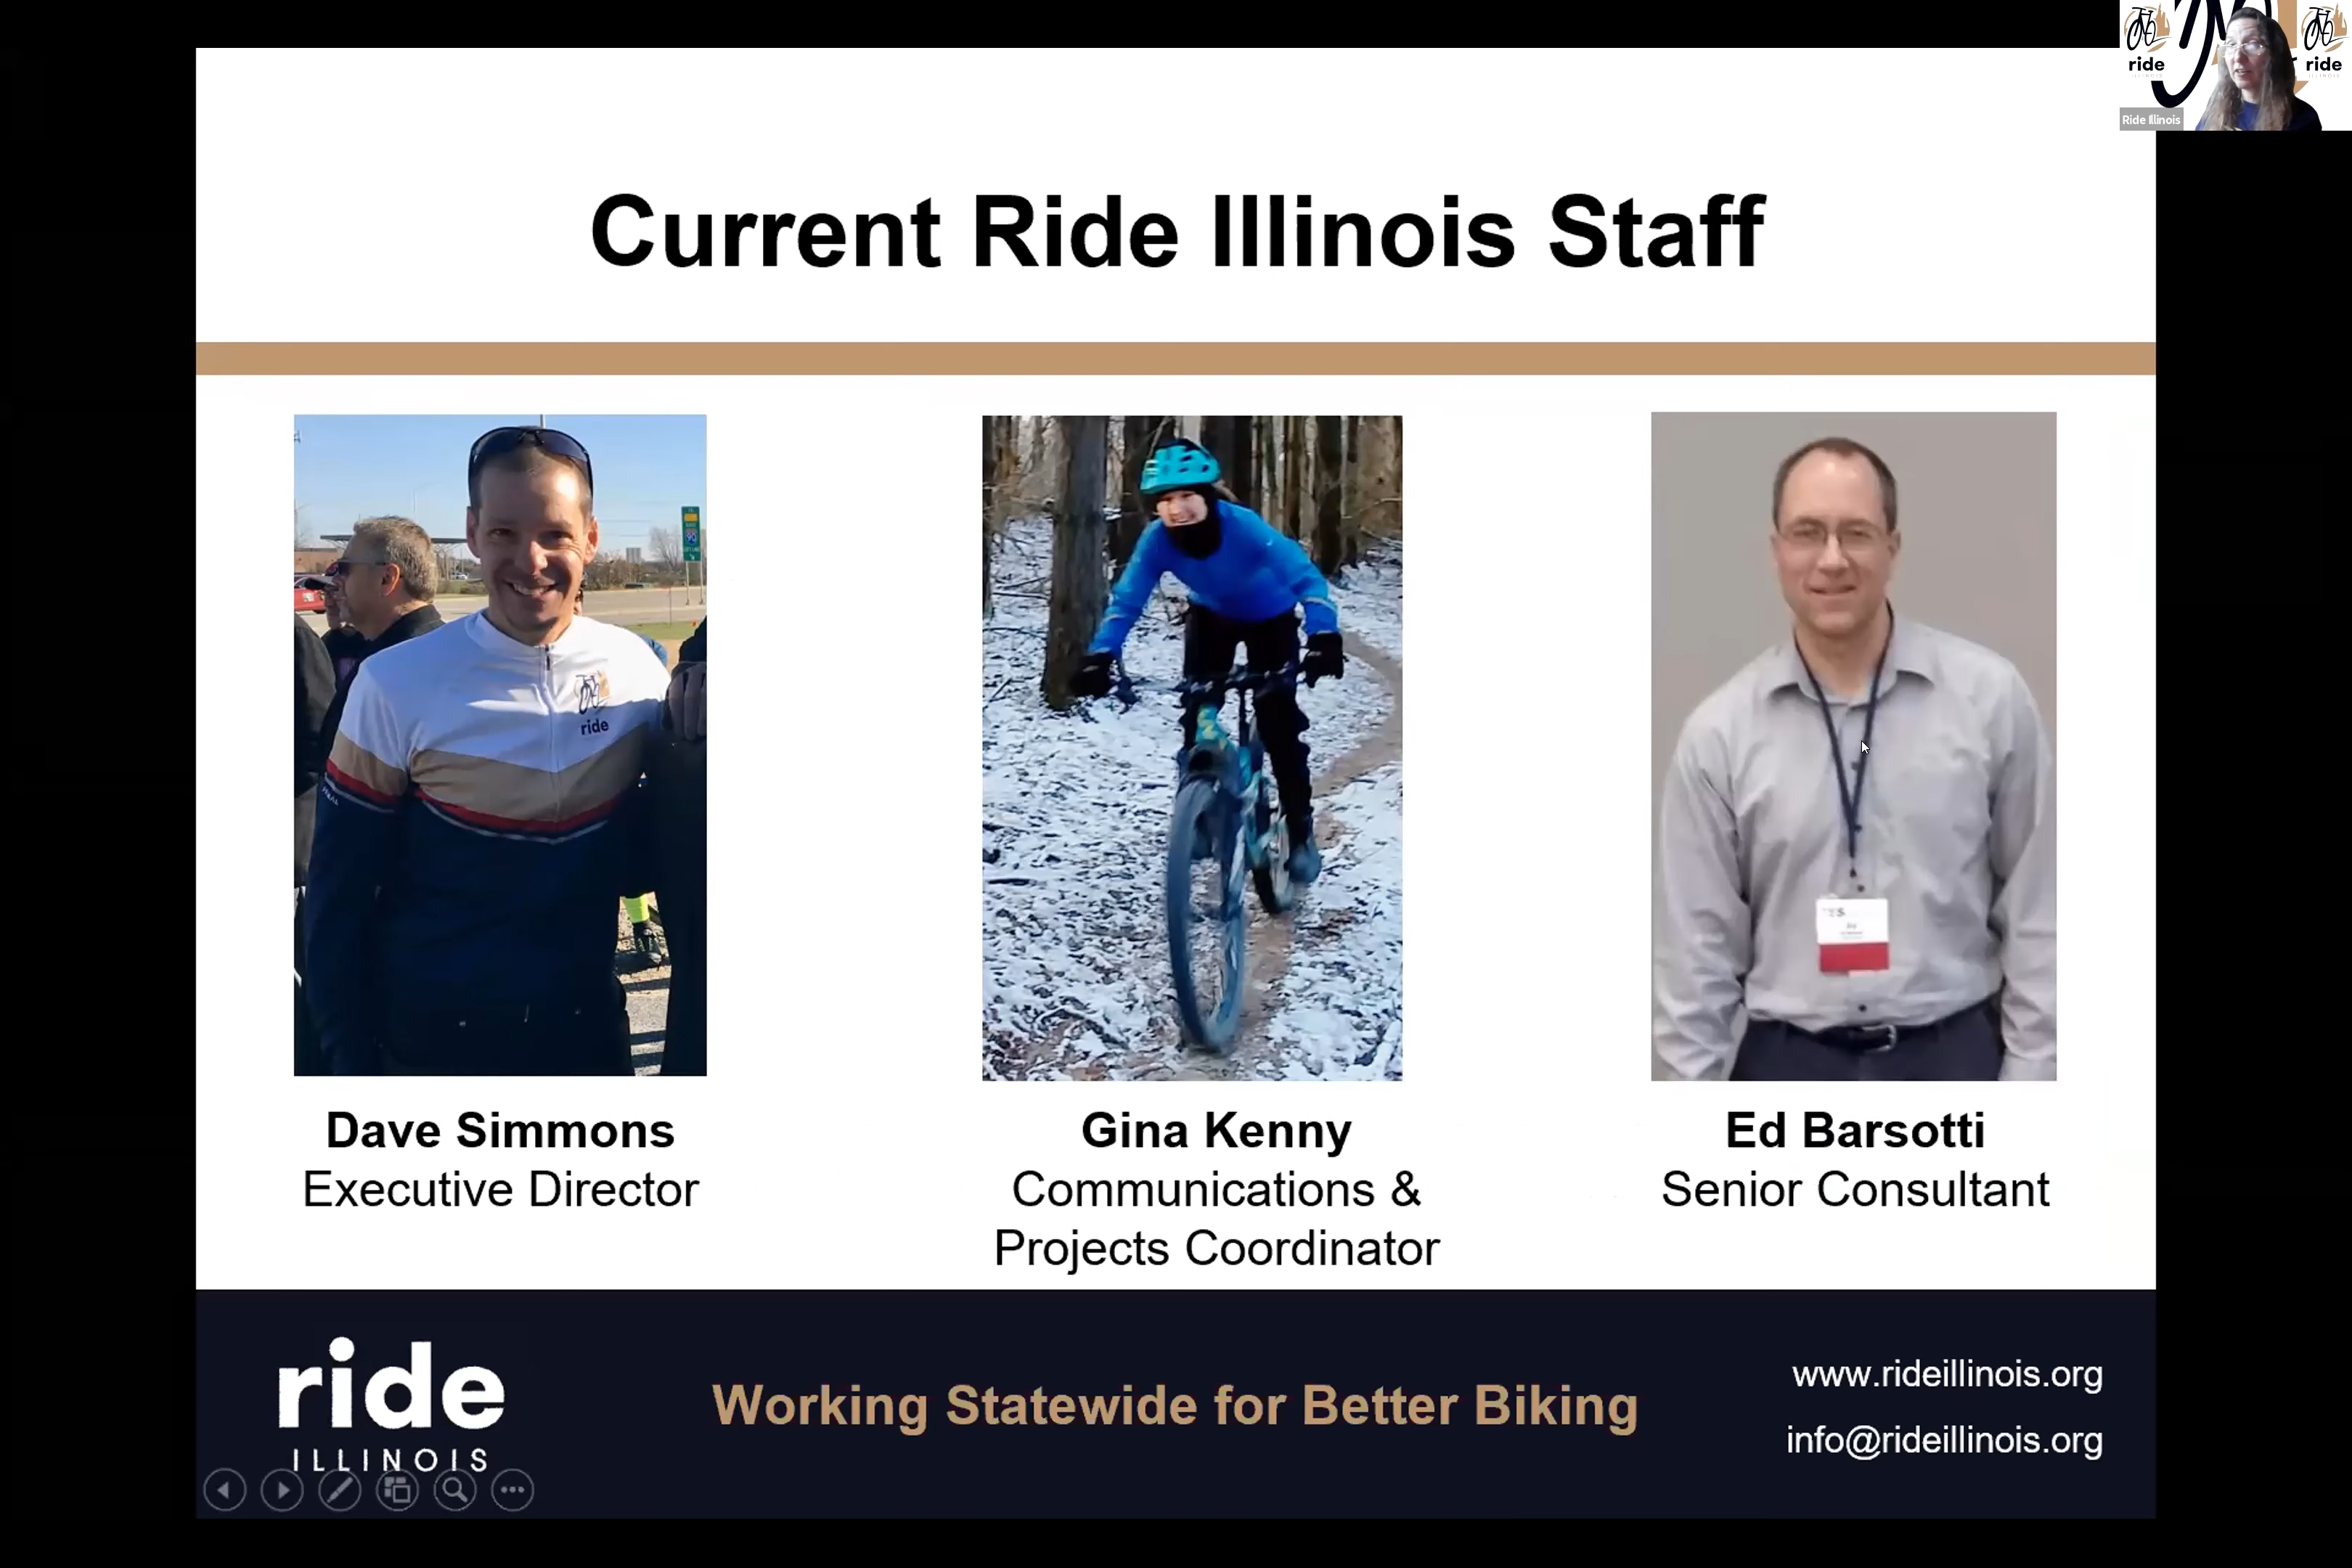 ride
ride
Ride Illinois
Current Ride Illinois Staff
ride
Dave Simmons
Executive Director
Gina Kenny
Communications &
Projects Coordinator
Ed Barsotti
Senior Consultant
ride
ILLINOIS
Working Statewide for Better Biking
www.rideillinois.org
info@rideillinois.org